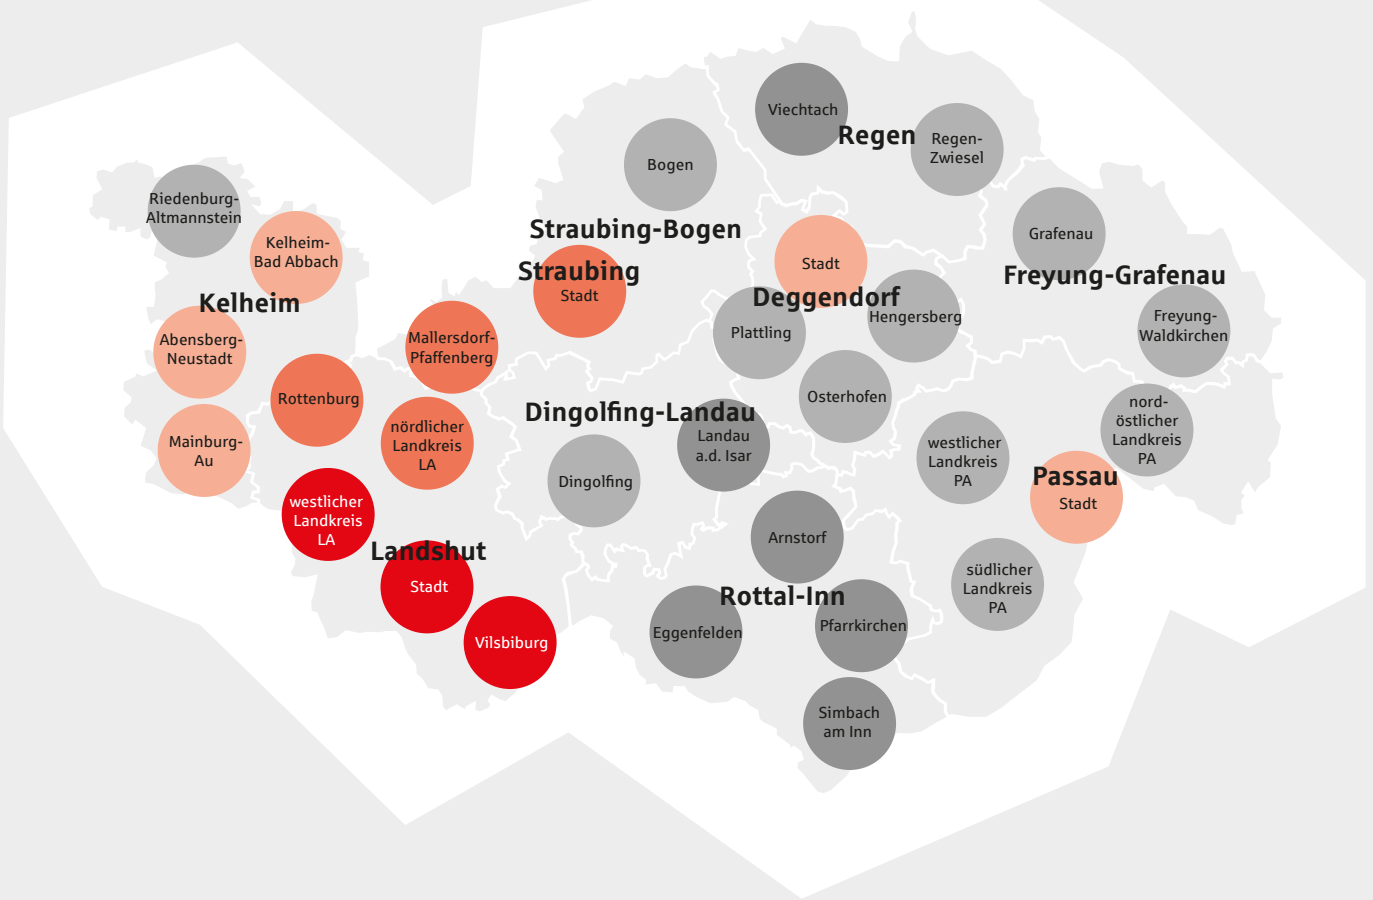 Viechtach
Regen
Regen-
Zwiesel
Bogen
Riedenburg-
Altmannstein
Kelheim-
Bad Abbach
Kelheim
Abensberg-
Neustadt
Mainburg-
Au
Straubing-Bogen
Straubing
Stadt
Mallersdorf-
Pfaffenberg
Stadt
Deggendorf
Plattling
Hengersberg
Osterhofen
Grafenau
Freyung-Grafenau
Freyung-
Waldkirchen
Rottenburg
nördlicher
Landkreis
LA
westlicher
Landkreis
LA
Landshut
Stadt
Vilsbiburg
Dingolfing-Landau
Landau
a.d. Isar
Dingolfing
westlicher
Landkreis
PA
nord-
östlicher
Landkreis
PA
Passau
Stadt
südlicher
Landkreis
PA
Arnstorf
Rottal-Inn
Eggenfelden
Pfarrkirchen
Simbach
am Inn